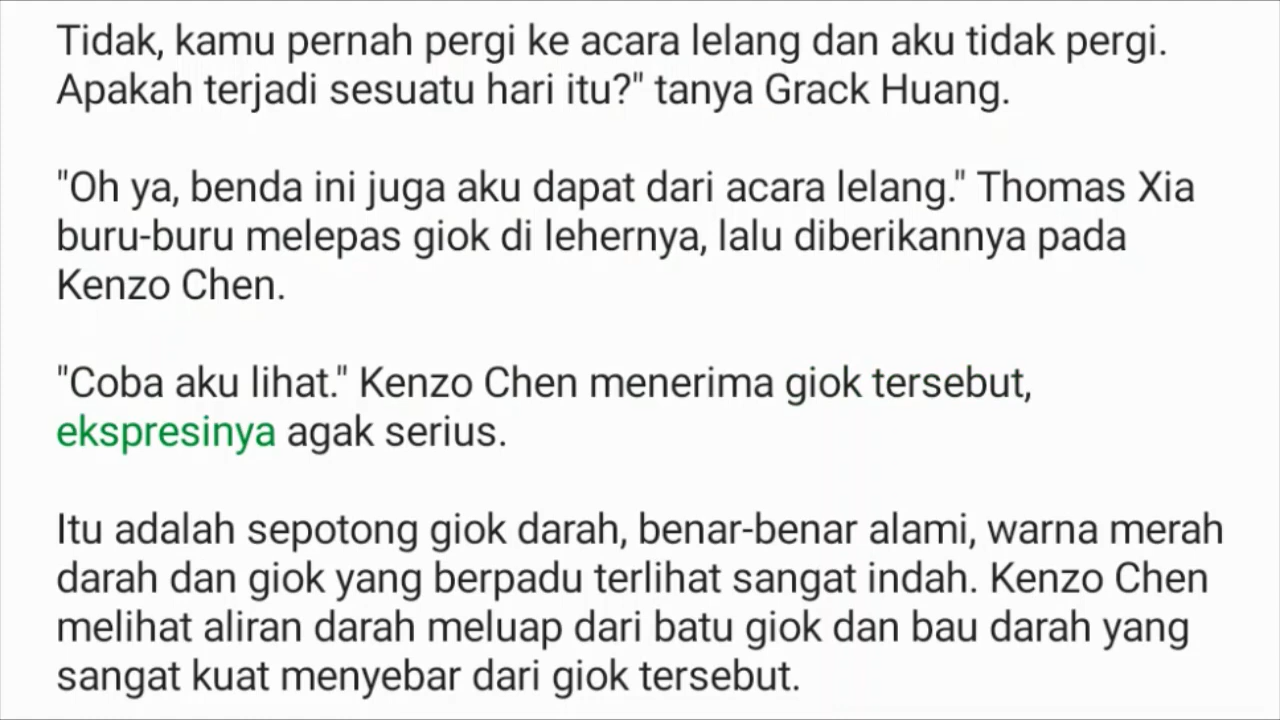 Tidak, kamu pernah pergi ke acara lelang dan aku tidak pergi.
Apakah terjadi sesuatu hari itu?" tanya Grack Huang.
"Oh ya, benda ini juga aku dapat dari acara lelang." Thomas Xia
buru-buru melepas giok di lehernya, lalu diberikannya pada
Kenzo Chen.
"Coba aku lihat." Kenzo Chen menerima giok tersebut,
ekspresinya agak serius.
Itu adalah sepotong giok darah, benar-benar alami, warna merah
darah dan giok yang berpadu terlihat sangat indah. Kenzo Chen
melihat aliran darah meluap dari batu giok dan bau darah yang
sangat kuat menyebar dari giok tersebut.